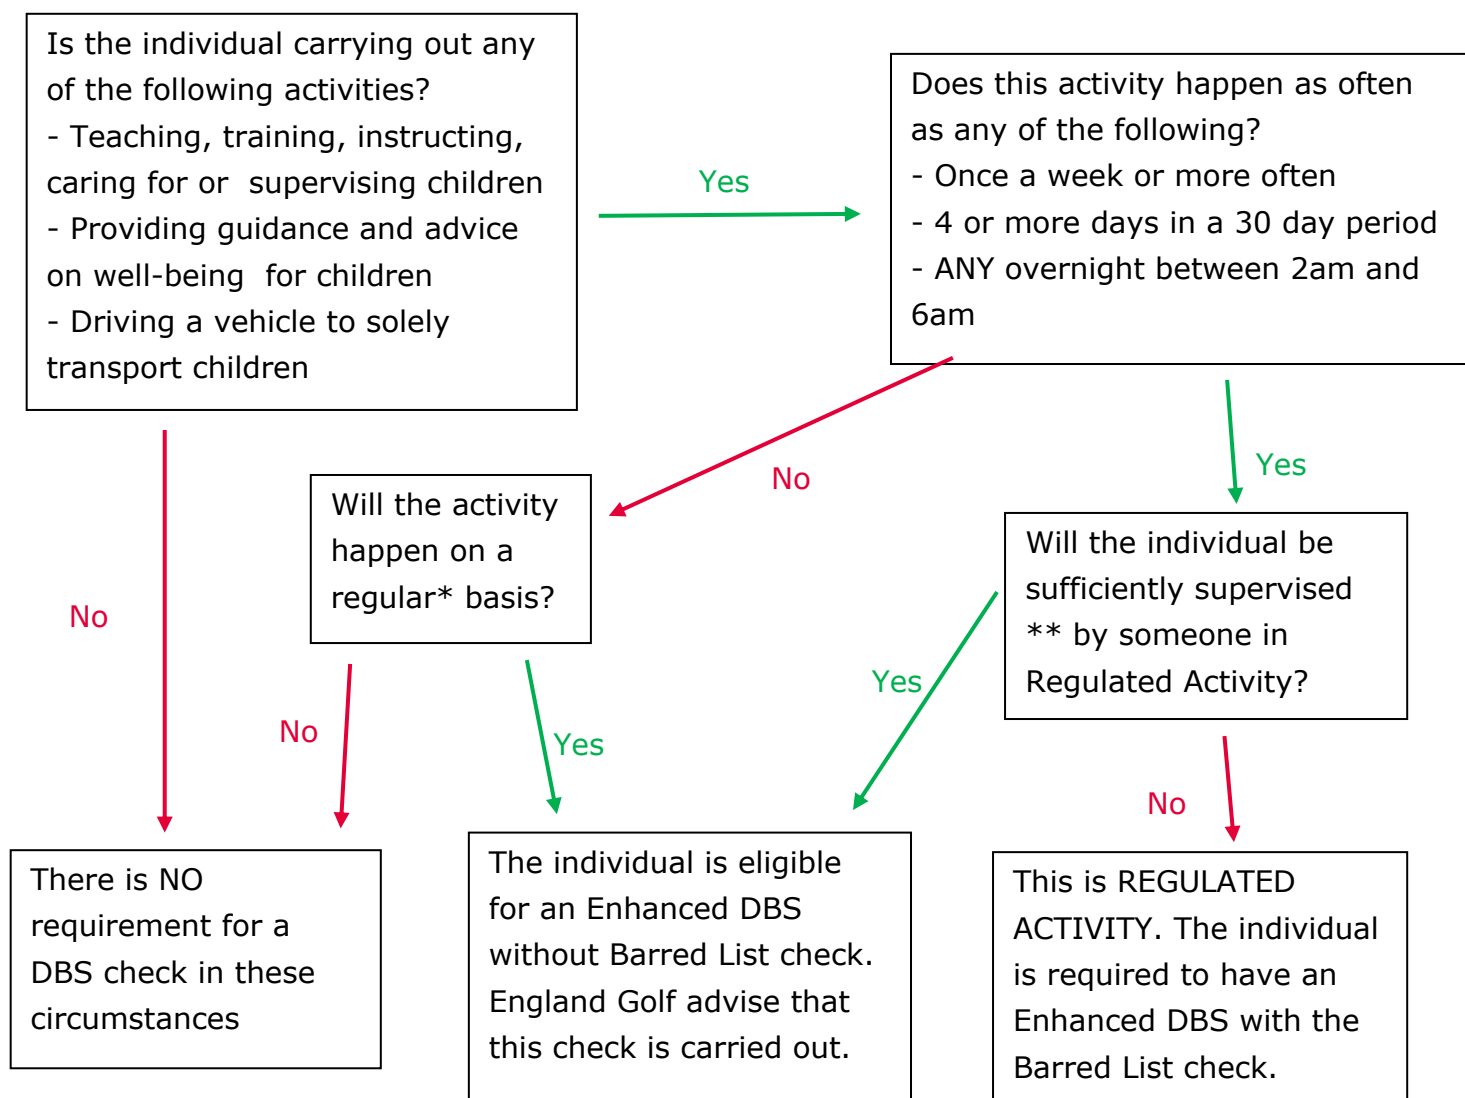 Is the individual carrying out any
of the following activities?
- Teaching, training, instructing,
caring for or  supervising children
- Providing guidance and advice
on well-being  for children
- Driving a vehicle to solely
transport children
Yes
Does this activity happen as often
as any of the following?
- Once a week or more often
- 4 or more days in a 30 day period
- ANY overnight between 2am and
6am
No
Yes
Will the activity
happen on a
regular* basis?
Will the individual be
sufficiently supervised
** by someone in
Regulated Activity?
No
No
Yes
Yes
No
There is NO
requirement for a
DBS check in these
circumstances
The individual is eligible
for an Enhanced DBS
without Barred List check.
England Golf advise that
this check is carried out.
This is REGULATED
ACTIVITY. The individual
is required to have an
Enhanced DBS with the
Barred List check.